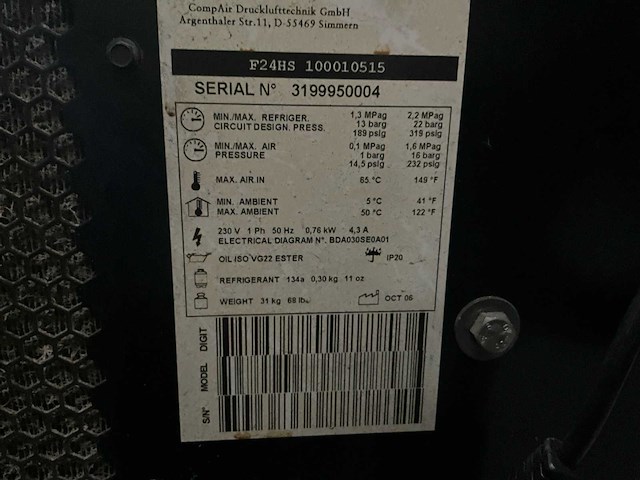 CompAir Drucklufttechnik GmbH
Argenthaler Str.11, D-55469 Simmern
F24HS 100010515
SERIAL N° 3199950004
MIN./MAX. REFRIGER. 1,3 MPag 2,2 MPag
CIRCUIT DESIGN. PRESS. 13 barg 22 barg
189 psig 319 psig
MIN./MAX. AIR 0,1 MPag 1,6 MPag
PRESSURE 1 barg 16 barg
14,5 psig 232 psig
MAX. AIR IN 65 °C 149 °F
MIN. AMBIENT 5 °C 41 °F
MAX. AMBIENT 50 °C 122 °F
230 V 1 Ph 50 Hz 0,76 kW 4,3 A
ELECTRICAL DIAGRAM N°. BDA030SE0A01
OIL ISO VG22 ESTER IP20
REFRIGERANT 134a 0,30 kg 11 oz
WEIGHT 31 kg 68 lbs OCT 06
S/N° MODEL DIGIT